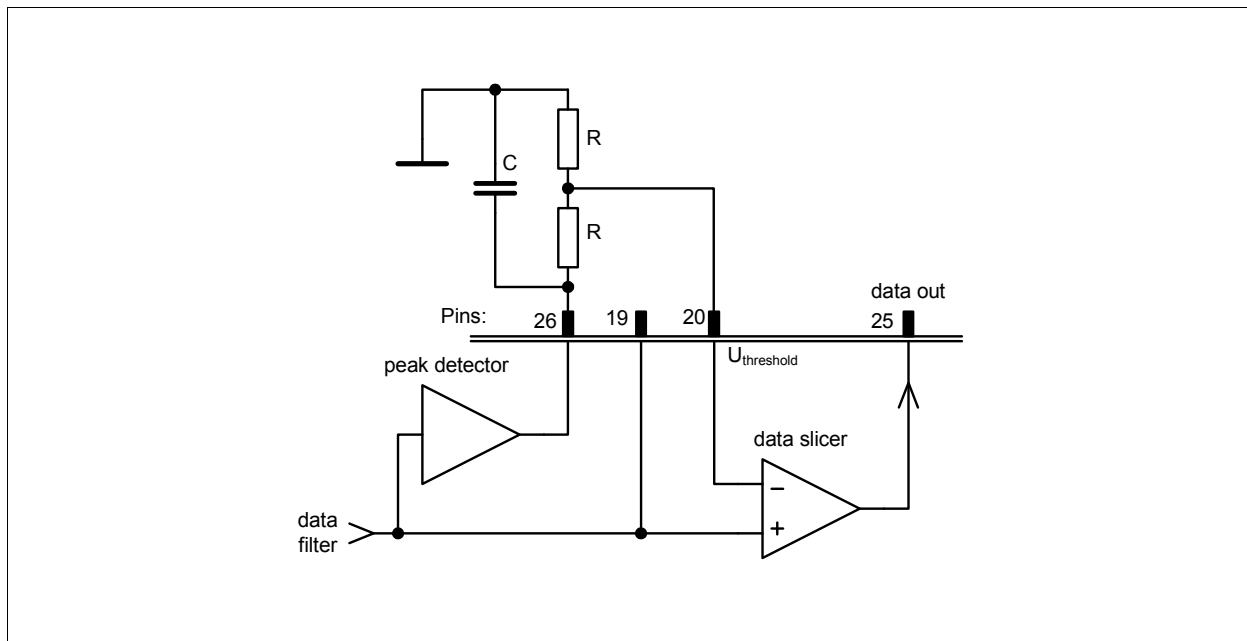 R
C
R
data out
Pins:
26
19
20
25
Uthreshold
peak detector
data slicer
−
+
data
filter